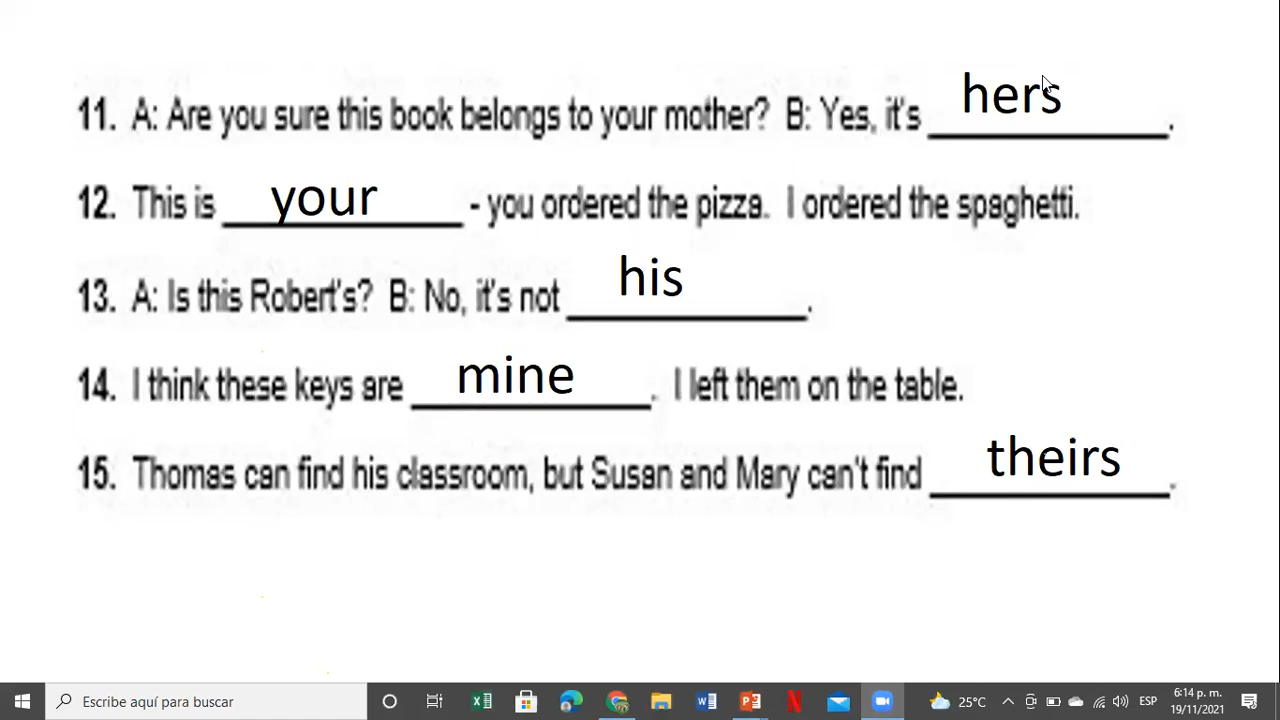 11. A: Are you sure this book belongs to your mother? B: Yes, it's hers.
12. This is your - you ordered the pizza. I ordered the spaghetti.
13. A: Is this Robert's? B: No, it's not his.
14. I think these keys are mine. I left them on the table.
15. Thomas can find his classroom, but Susan and Mary can't find theirs.
Escribe aquí para buscar
25°C
ESP
6:14 p. m.
19/11/2021